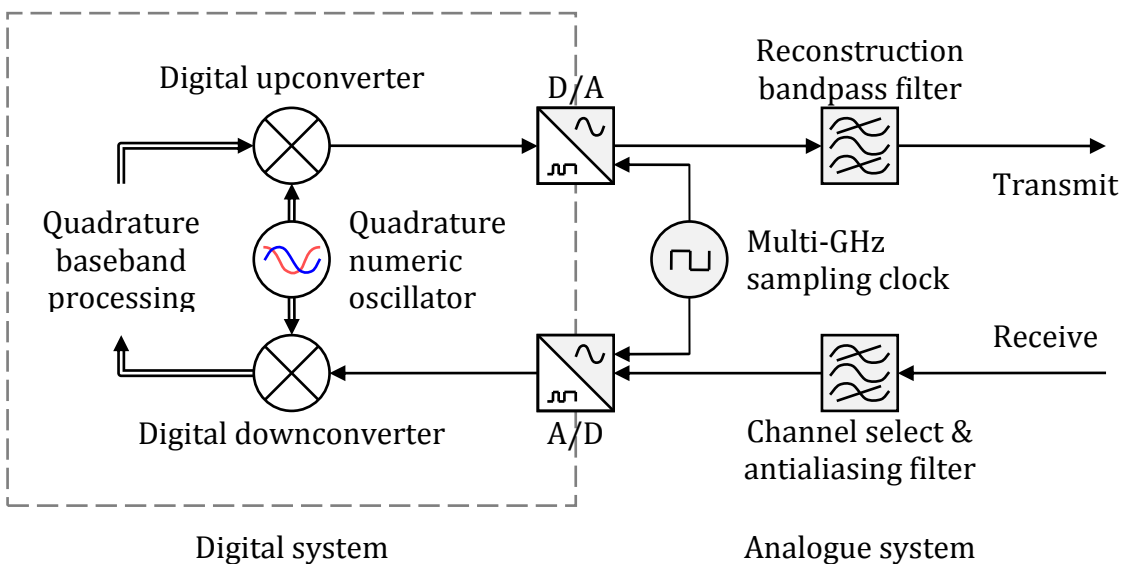 Digital upconverter
D/A
Reconstruction
bandpass filter
Transmit
Quadrature
baseband
processing
Quadrature
numeric
oscillator
Multi-GHz
sampling clock
Receive
Digital downconverter
A/D
Channel select &
antialiasing filter
Digital system
Analogue system